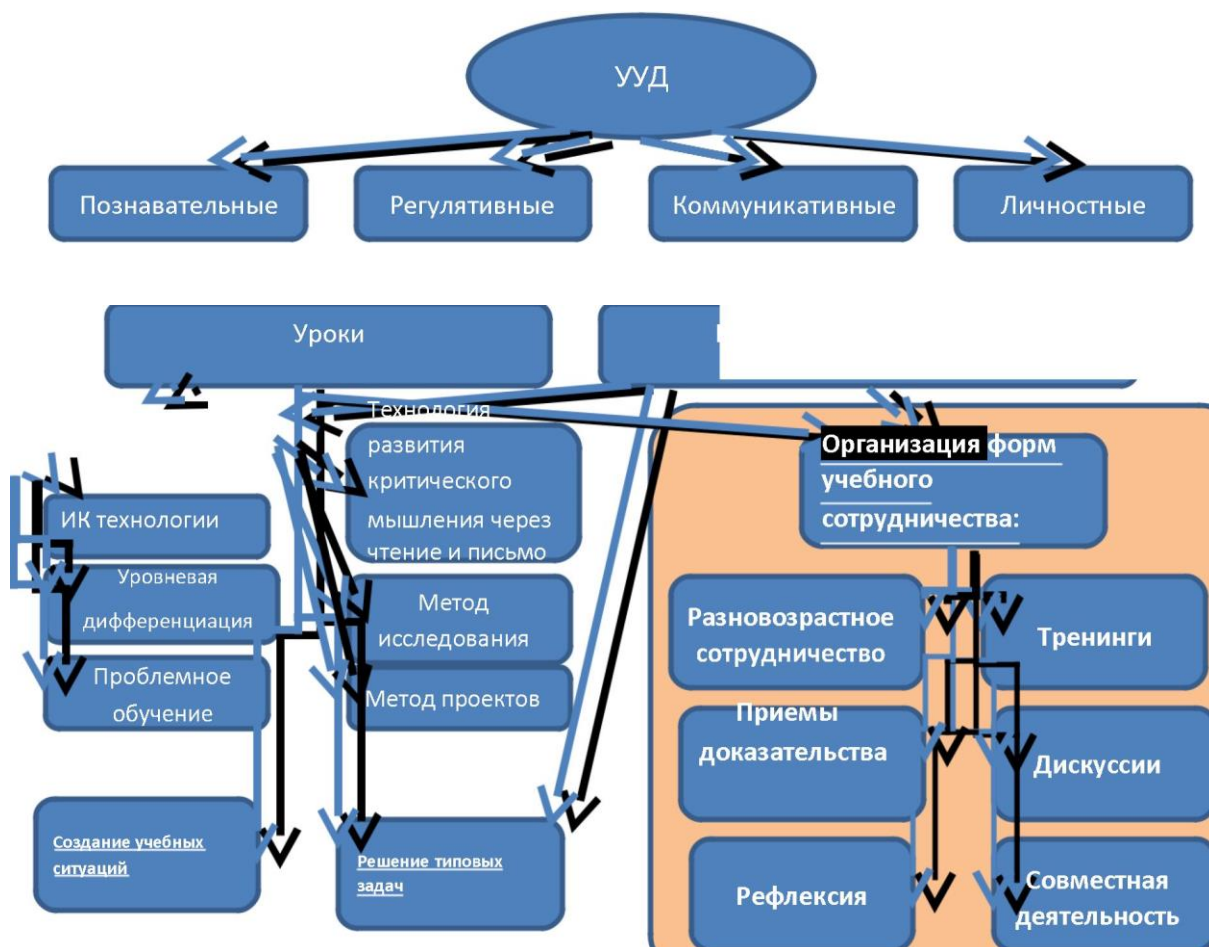 УУД
Познавательные
Регулятивные
Коммуникативные
Личностные
Уроки
Технология
развития
критического
мышления через
чтение и письмо
Организация форм
учебного
сотрудничества:
ИК технологии
Уровневая
дифференциация
Проблемное
обучение
Метод
исследования
Метод проектов
Разновозрастное
сотрудничество
Тренинги
Приемы
доказательства
Дискуссии
Создание учебных
ситуаций
Решение типовых
задач
Рефлексия
Совместная
деятельность